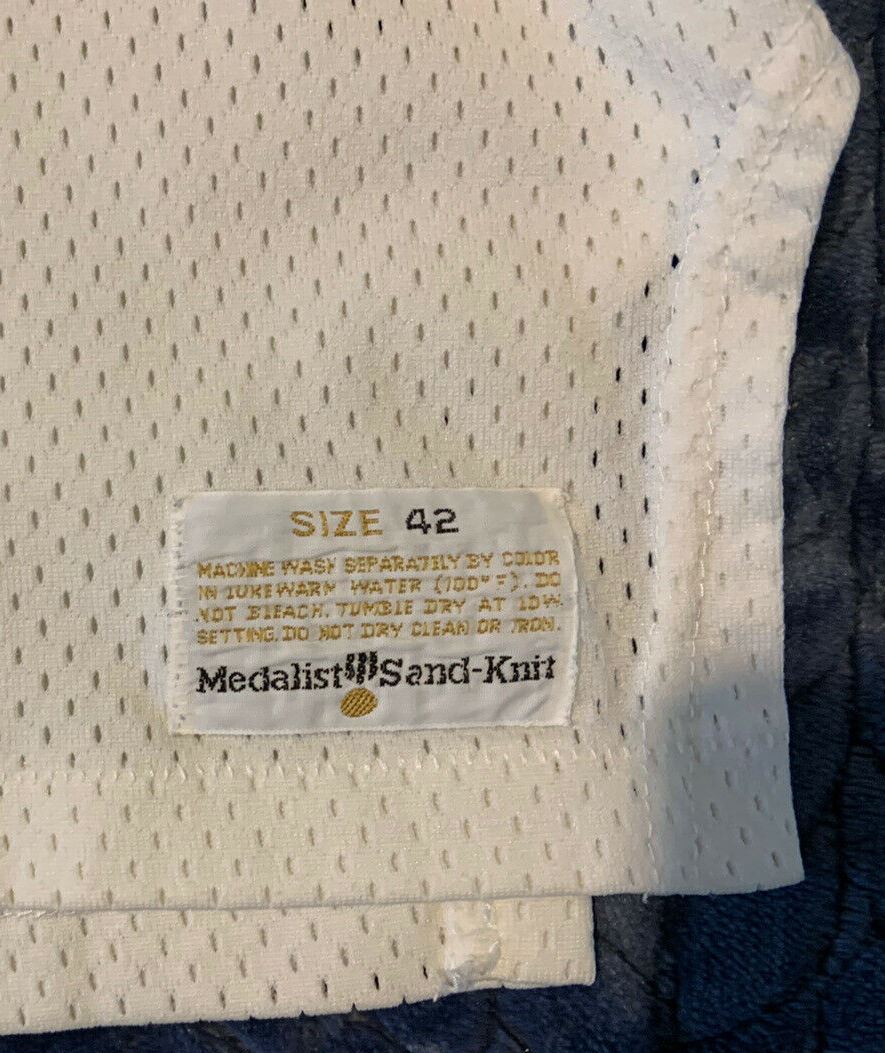 SIZE 42
MACHINE WASH SEPARATELY BY COLOR
IN LUKEWARM WATER (100° F). DO
NOT BLEACH. TUMBLE DRY AT LOW
SETTING. DO NOT DRY CLEAN OR IRON.
Medalist Sand-Knit